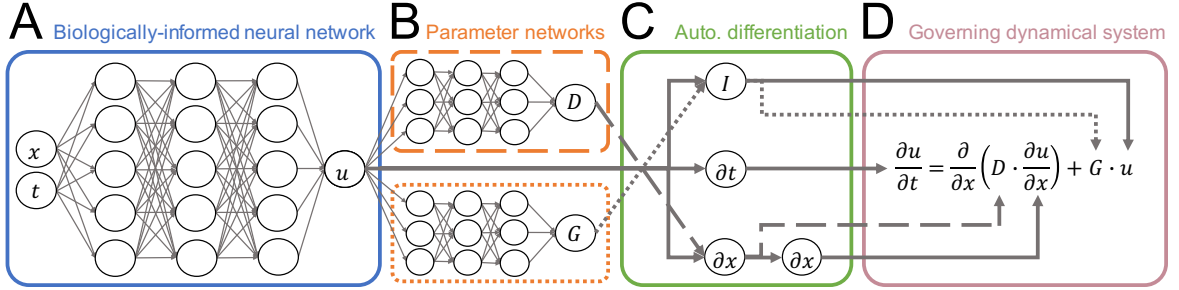 A Biologically-informed neural network
B Parameter networks
C Auto. differentiation
D Governing dynamical system
x
t
u
D
G
I
∂t
∂x
∂x
∂u/∂t = ∂/∂x (D · ∂u/∂x) + G · u